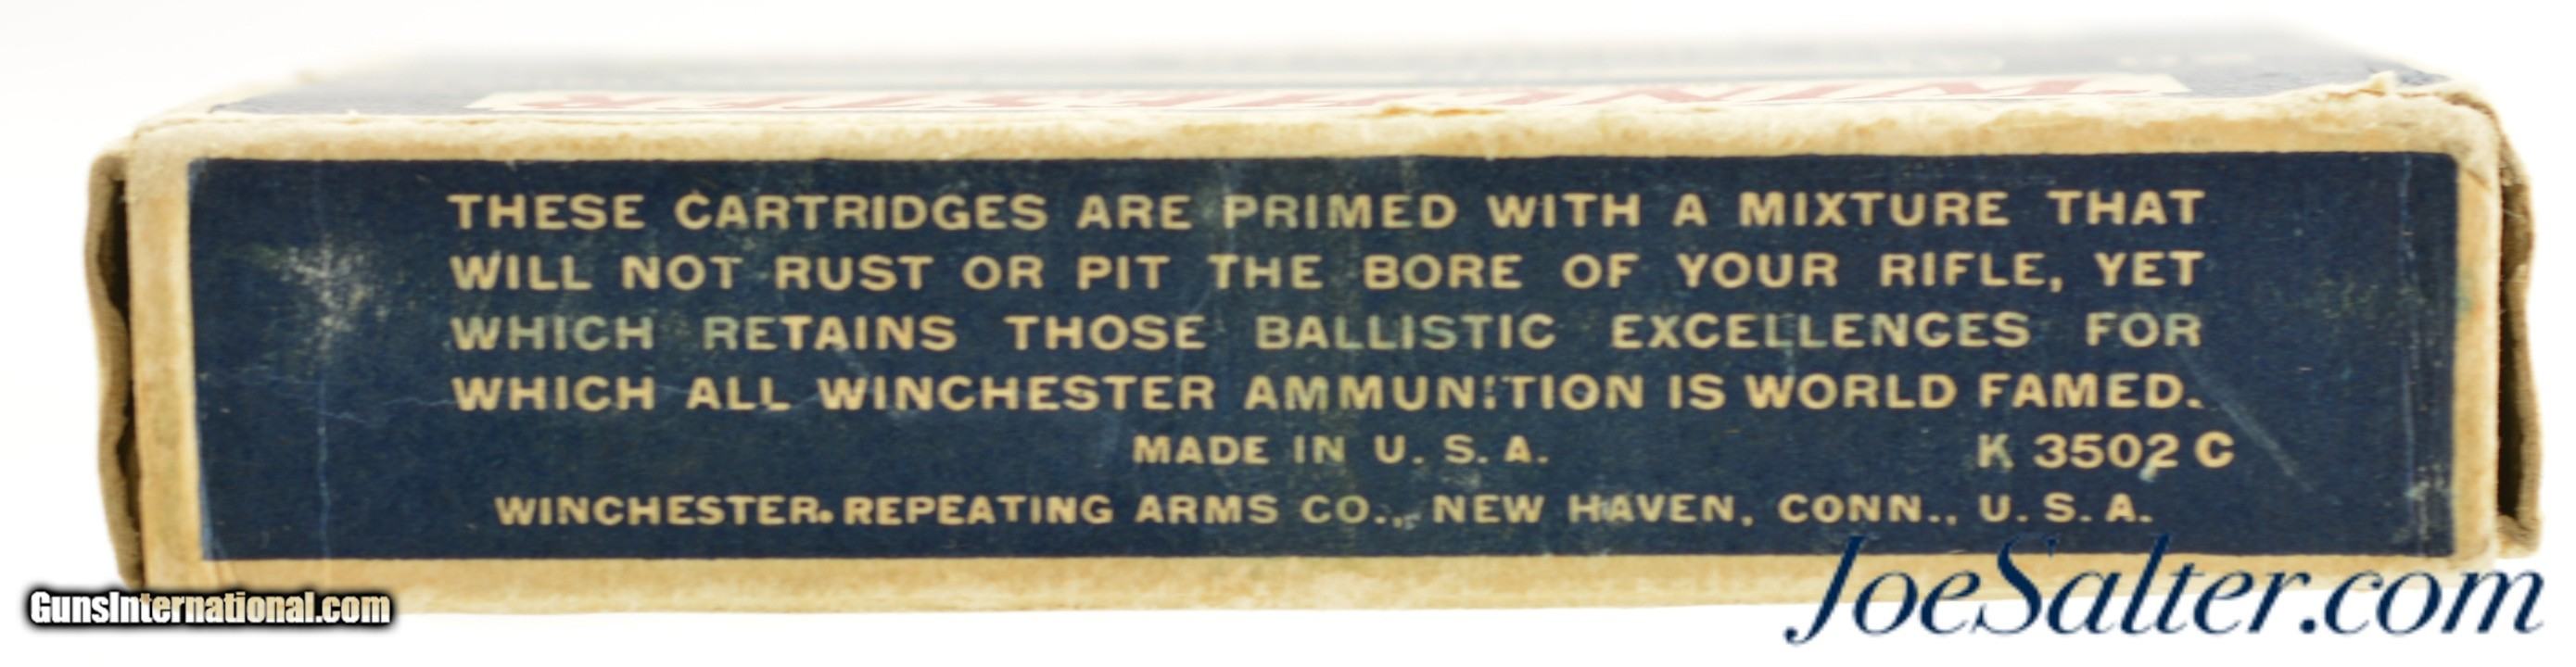 WINCHESTER
THESE CARTRIDGES ARE PRIMED WITH A MIXTURE THAT
WILL NOT RUST OR PIT THE BORE OF YOUR RIFLE, YET
WHICH RETAINS THOSE BALLISTIC EXCELLENCES FOR
WHICH ALL WINCHESTER AMMUNITION IS WORLD FAMED.
MADE IN U. S. A. K 3502 C
WINCHESTER. REPEATING ARMS CO., NEW HAVEN, CONN., U. S. A.
GunsInternational.com
JoeSalter.com